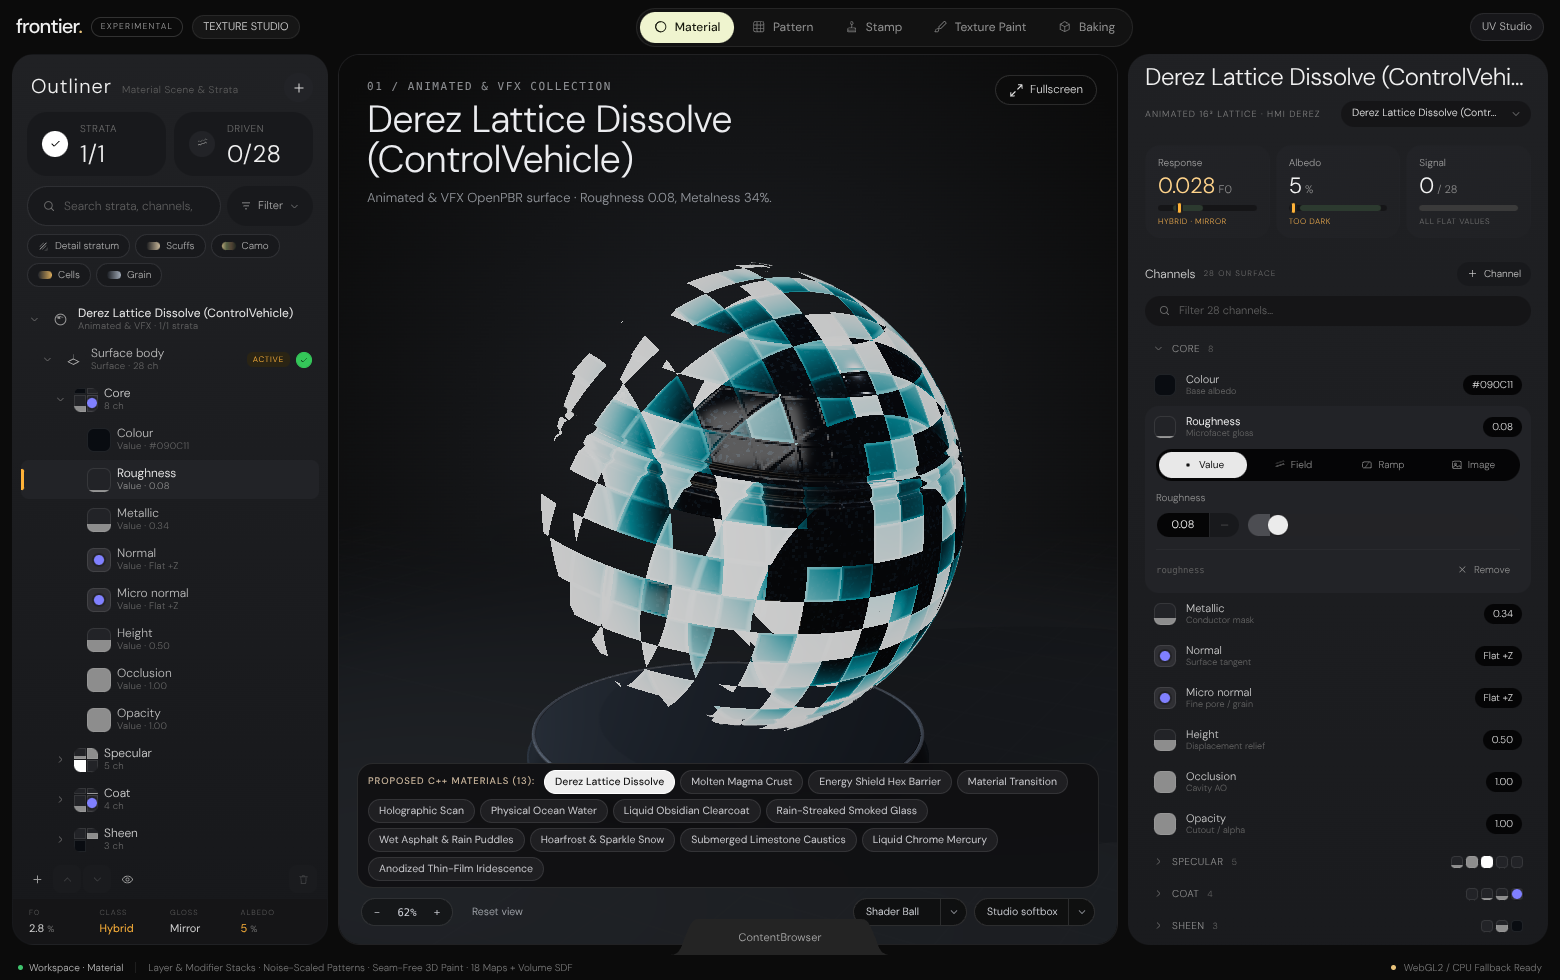 frontier.
EXPERIMENTAL
TEXTURE STUDIO
Material
Pattern
Stamp
Texture Paint
Baking
UV Studio
Outliner
Material Scene & Strata
+
STRATA
1/1
DRIVEN
0/28
Search strata, channels,
Filter
Detail stratum
Scuffs
Camo
Cells
Grain
Derez Lattice Dissolve (ControlVehicle)
Animated & VFX · 1/1 strata
Surface body
Surface · 28 ch
ACTIVE
Core
8 ch
Colour
Value · #090C11
Roughness
Value · 0.08
Metallic
Value · 0.34
Normal
Value · Flat +Z
Micro normal
Value · Flat +Z
Height
Value · 0.50
Occlusion
Value · 1.00
Opacity
Value · 1.00
Specular
5 ch
Coat
4 ch
Sheen
3 ch
+
F0
2.8 %
CLASS
Hybrid
GLOSS
Mirror
ALBEDO
5 %
01 / ANIMATED & VFX COLLECTION
Derez Lattice Dissolve
(ControlVehicle)
Animated & VFX OpenPBR surface · Roughness 0.08, Metalness 34%.
Fullscreen
PROPOSED C++ MATERIALS (13):
Derez Lattice Dissolve
Molten Magma Crust
Energy Shield Hex Barrier
Material Transition
Holographic Scan
Physical Ocean Water
Liquid Obsidian Clearcoat
Rain-Streaked Smoked Glass
Wet Asphalt & Rain Puddles
Hoarfrost & Sparkle Snow
Submerged Limestone Caustics
Liquid Chrome Mercury
Anodized Thin-Film Iridescence
− 62% +
Reset view
Shader Ball
Studio softbox
ContentBrowser
Derez Lattice Dissolve (ControlVehi...
ANIMATED 16³ LATTICE · HMI DEREZ
Derez Lattice Dissolve (Contr...
Response
0.028 F0
HYBRID · MIRROR
Albedo
5 %
TOO DARK
Signal
0 / 28
ALL FLAT VALUES
Channels
28 ON SURFACE
+ Channel
Filter 28 channels...
CORE 8
Colour
Base albedo
#090C11
Roughness
Microfacet gloss
0.08
Value
Field
Ramp
Image
Roughness
0.08
—
roughness
× Remove
Metallic
Conductor mask
0.34
Normal
Surface tangent
Flat +Z
Micro normal
Fine pore / grain
Flat +Z
Height
Displacement relief
0.50
Occlusion
Cavity AO
1.00
Opacity
Cutout / alpha
1.00
SPECULAR 5
COAT 4
SHEEN 3
Workspace · Material
Layer & Modifier Stacks · Noise-Scaled Patterns · Seam-Free 3D Paint · 18 Maps + Volume SDF
WebGL2 / CPU Fallback Ready